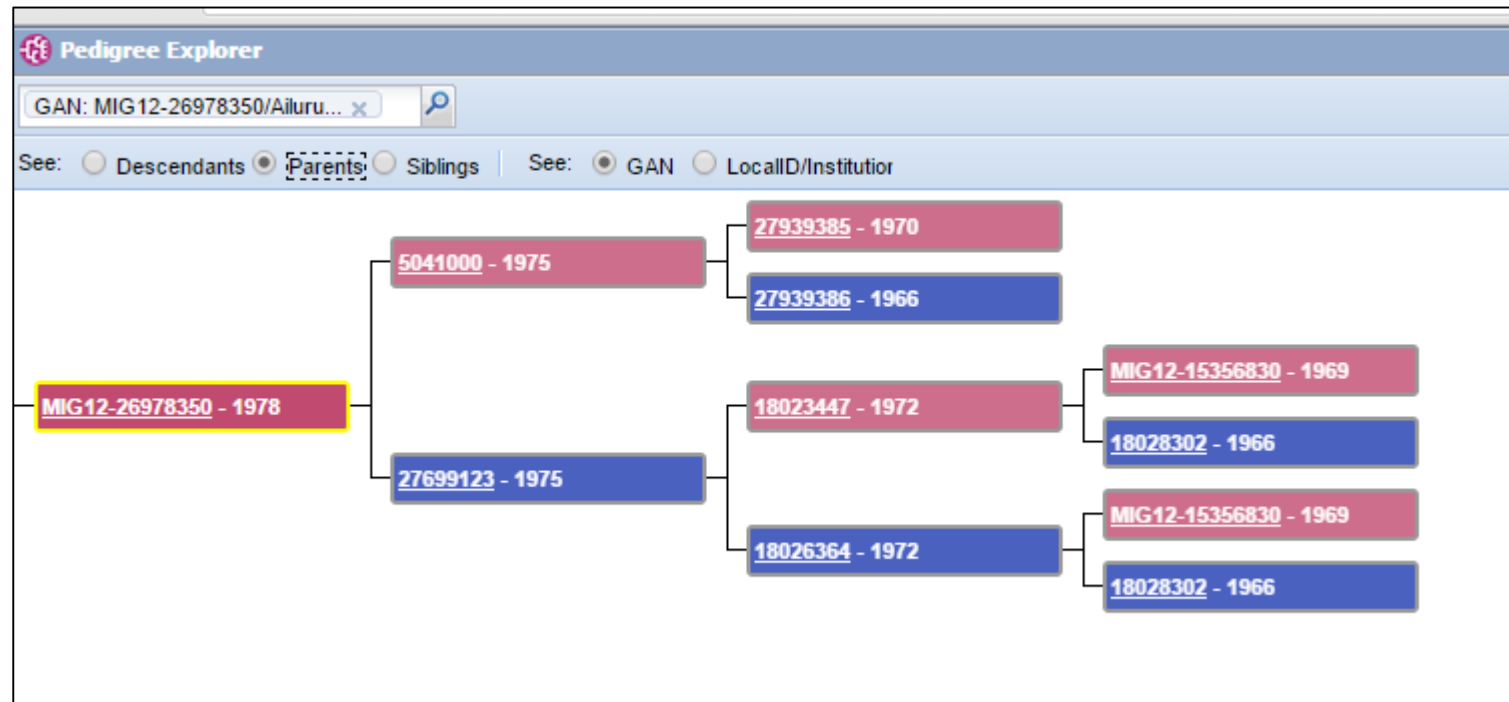 Pedigree Explorer
GAN: MIG12-26978350/Ailuru...
See: Descendants Parents Siblings See: GAN LocalID/Institution
27939385 - 1970
5041000 - 1975
27939386 - 1966
MIG12-15356830 - 1969
MIG12-26978350 - 1978
18023447 - 1972
18028302 - 1966
27699123 - 1975
MIG12-15356830 - 1969
18026364 - 1972
18028302 - 1966